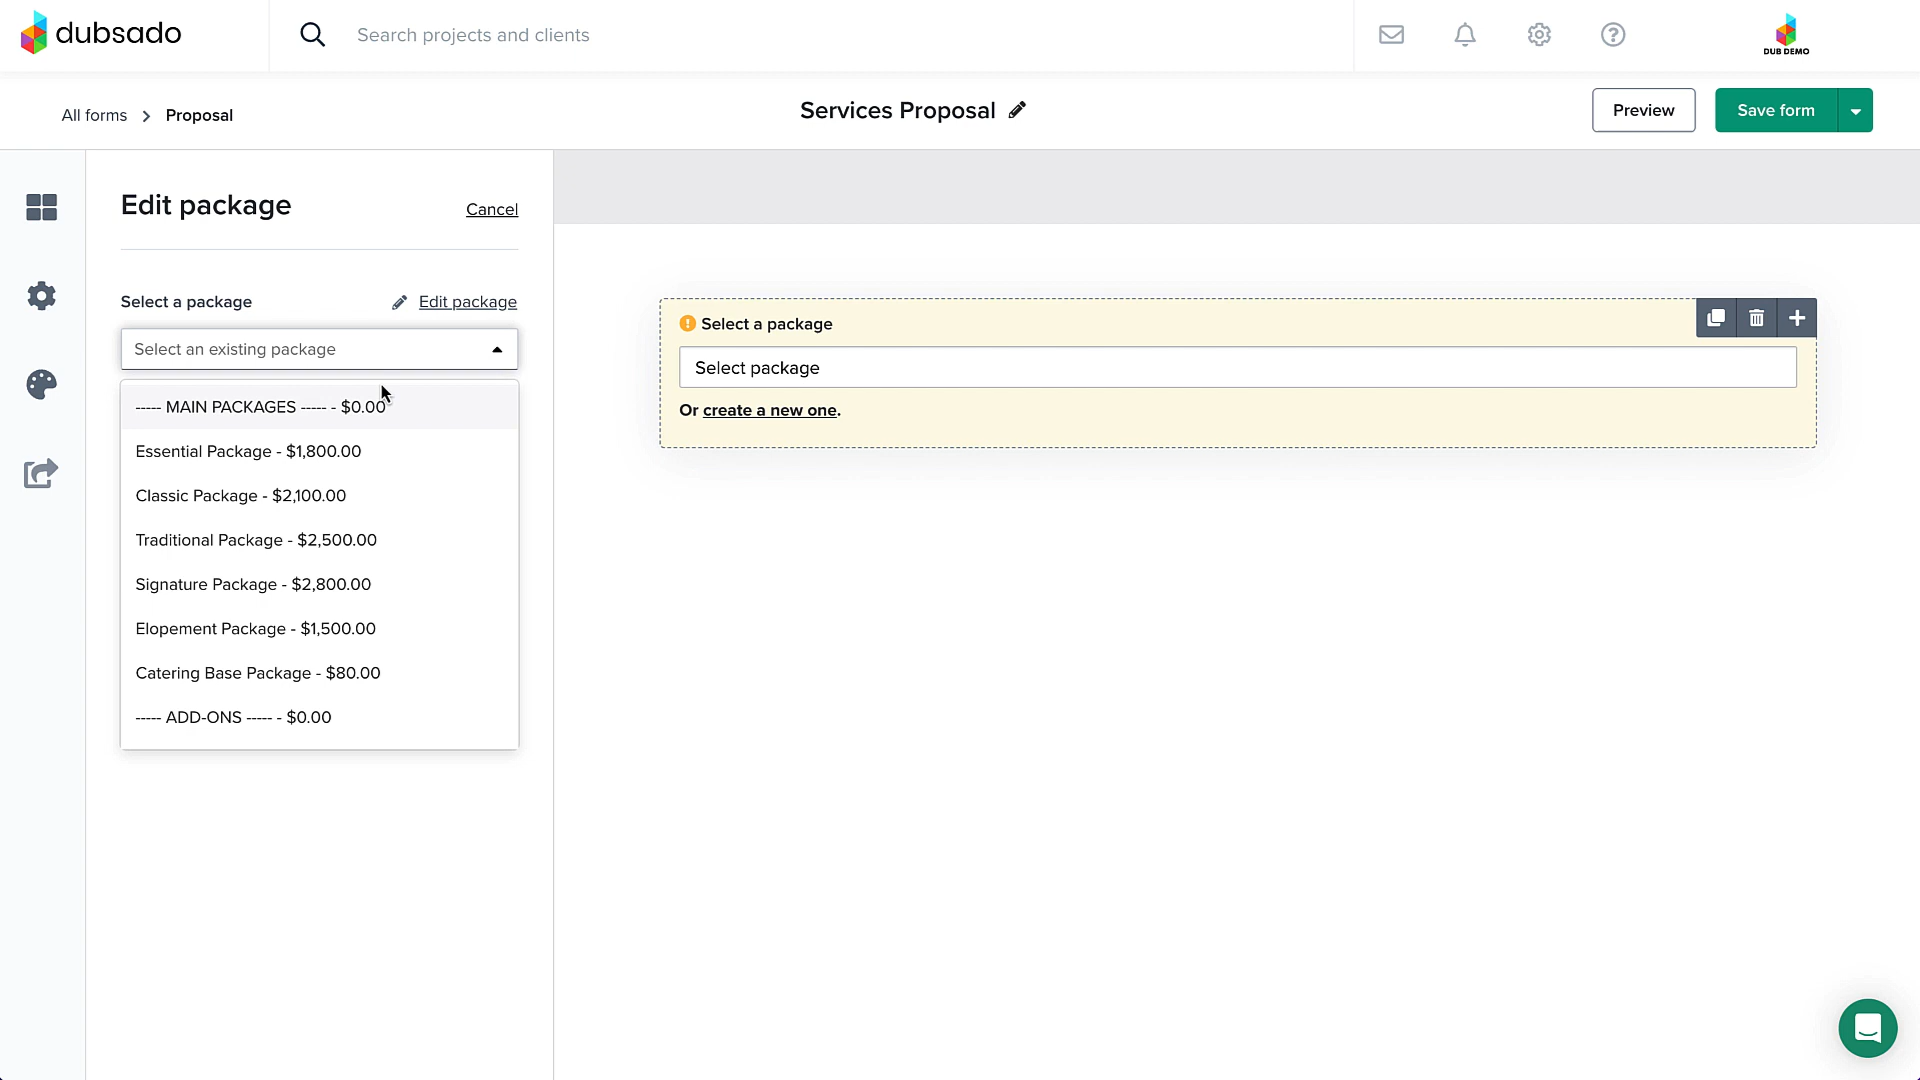 dubsado
Search projects and clients
DUB DEMO
All forms > Proposal
Services Proposal
Preview
Save form
Edit package
Cancel
Select a package
Edit package
Select an existing package
----- MAIN PACKAGES ----- - $0.00
Essential Package - $1,800.00
Classic Package - $2,100.00
Traditional Package - $2,500.00
Signature Package - $2,800.00
Elopement Package - $1,500.00
Catering Base Package - $80.00
----- ADD-ONS ----- - $0.00
Select a package
Select package
Or create a new one.